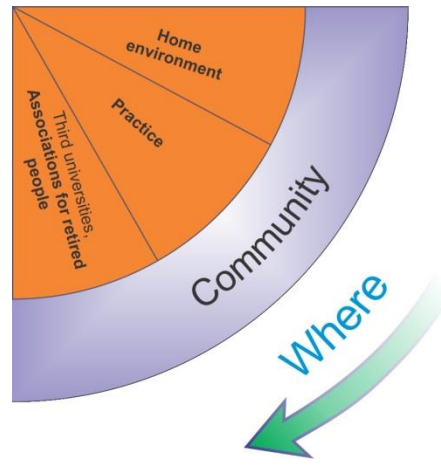 Home
environment
Practice
Third universities,
Associations for retired
people
Community
Where